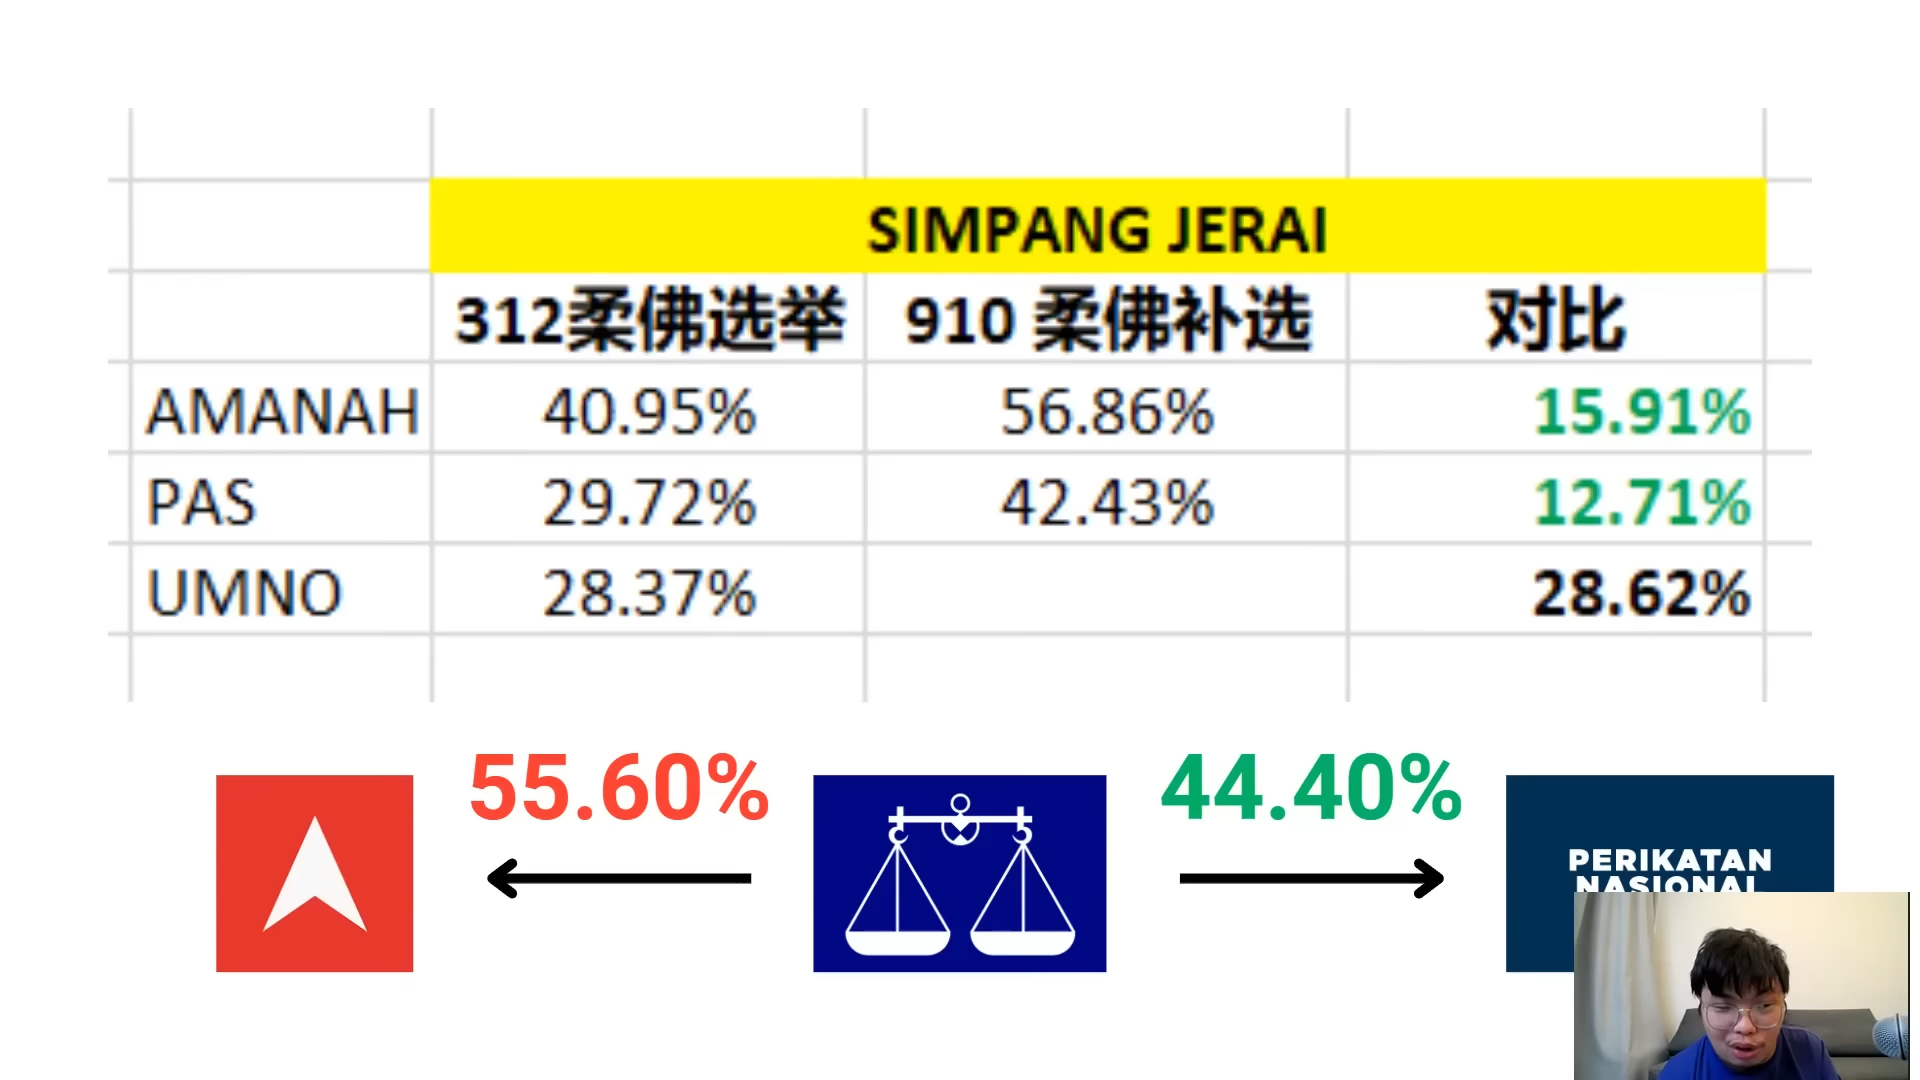 SIMPANG JERAI
312柔佛选举 910 柔佛补选 对比
AMANAH 40.95% 56.86% 15.91%
PAS 29.72% 42.43% 12.71%
UMNO 28.37% 28.62%
55.60% 44.40%
PERIKATAN
NASIONAL